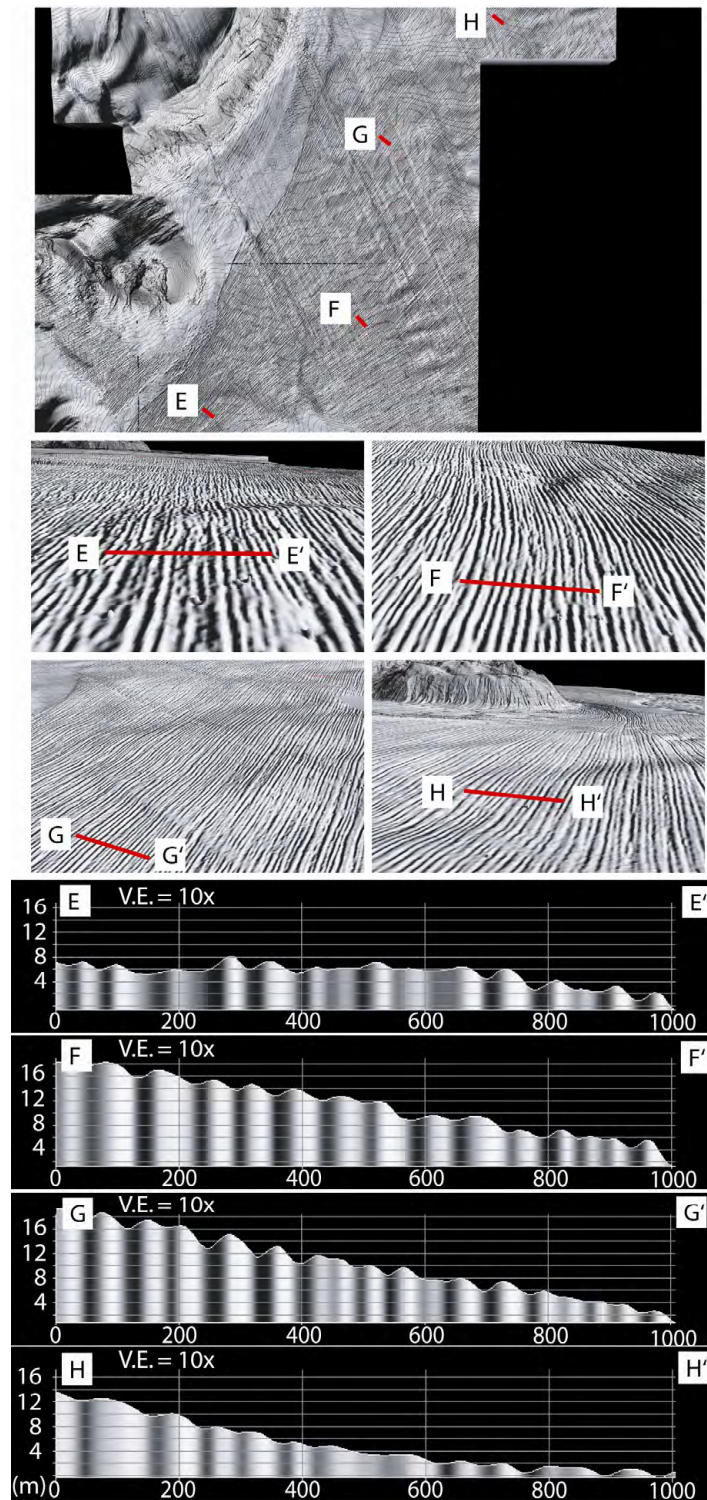 H
G
F
E
E E'
F F'
G G'
H H'
E V.E. = 10x E'
16
12
8
4
0 200 400 600 800 1000
F V.E. = 10x F'
16
12
8
4
0 200 400 600 800 1000
G V.E. = 10x G'
16
12
8
4
0 200 400 600 800 1000
H V.E. = 10x H'
16
12
8
4
(m) 0 200 400 600 800 1000